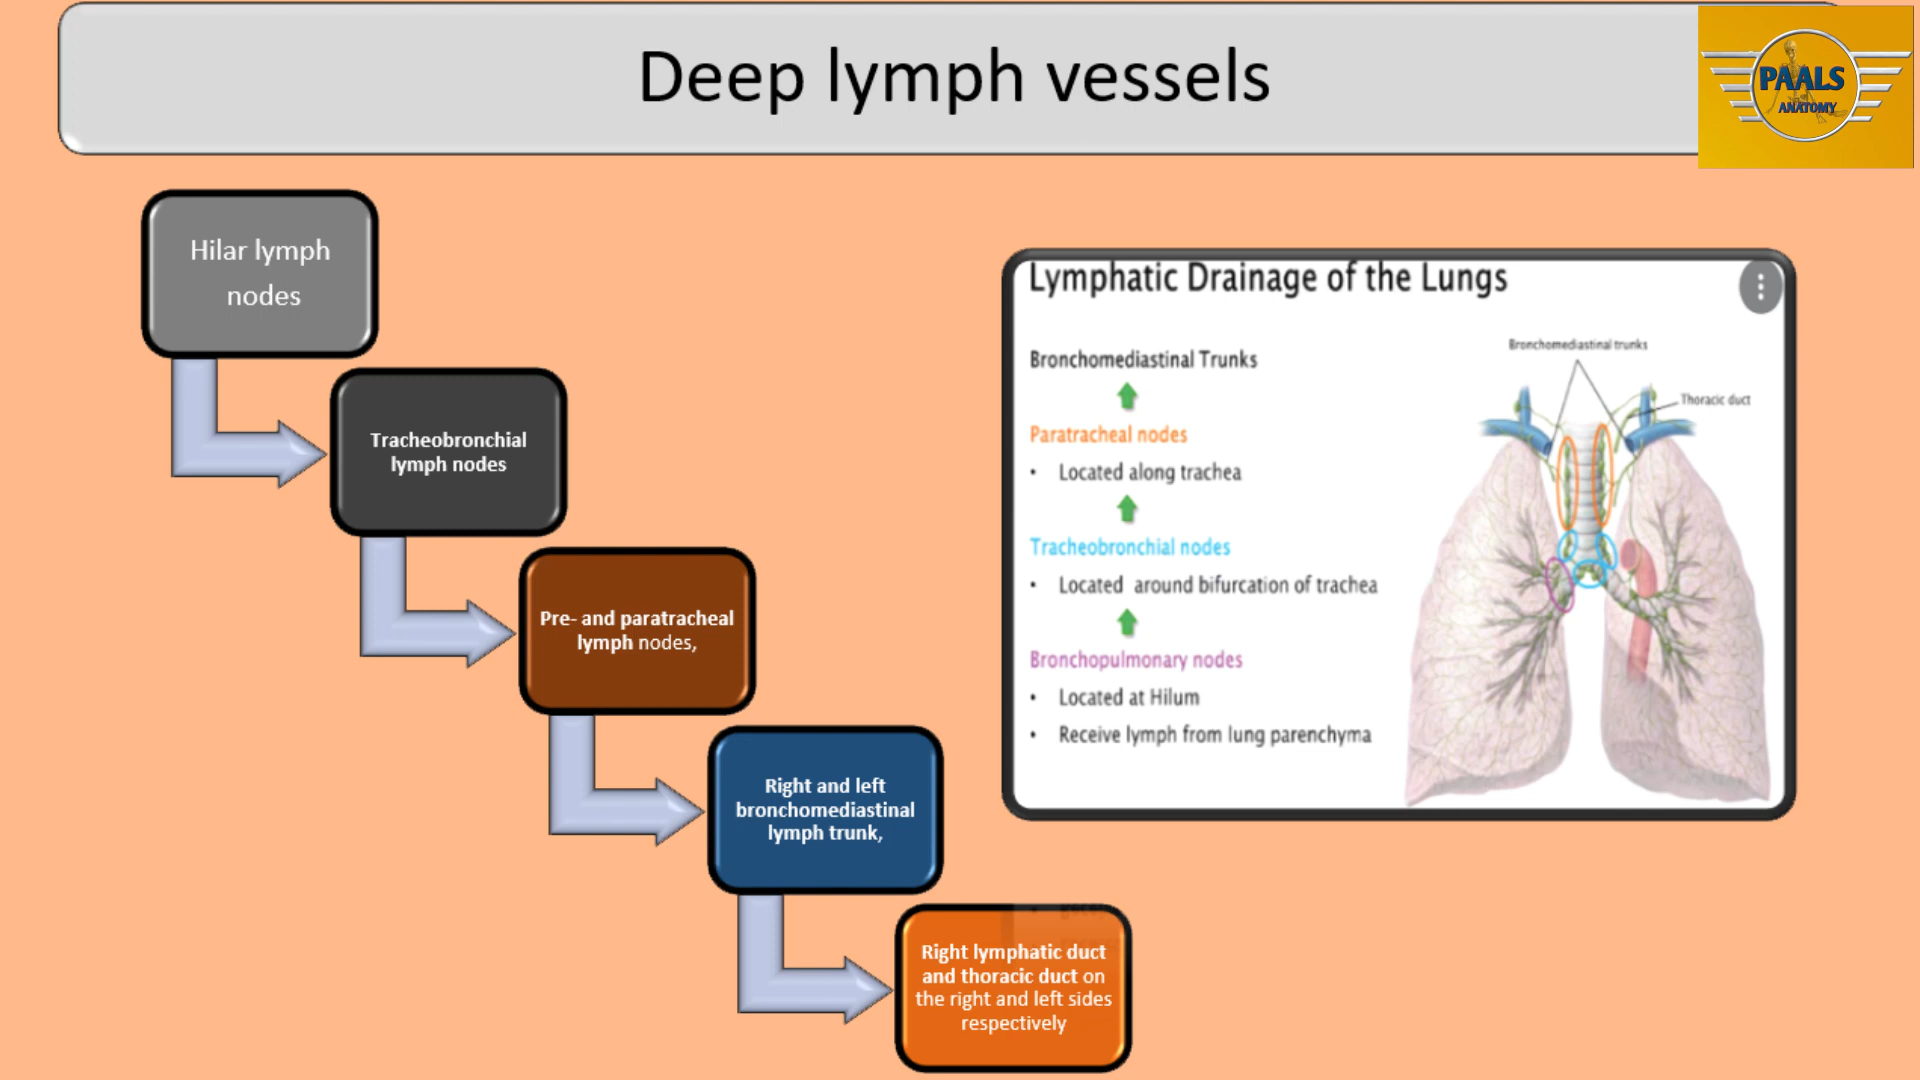 Deep lymph vessels
PAALS
ANATOMY
Hilar lymph
nodes
Tracheobronchial
lymph nodes
Pre- and paratracheal
lymph nodes,
Right and left
bronchomediastinal
lymph trunk,
Right lymphatic duct
and thoracic duct on
the right and left sides
respectively
Lymphatic Drainage of the Lungs
Bronchomediastinal Trunks
Paratracheal nodes
• Located along trachea
Tracheobronchial nodes
• Located around bifurcation of trachea
Bronchopulmonary nodes
• Located at Hilum
• Receive lymph from lung parenchyma
Bronchomediastinal trunks
Thoracic duct